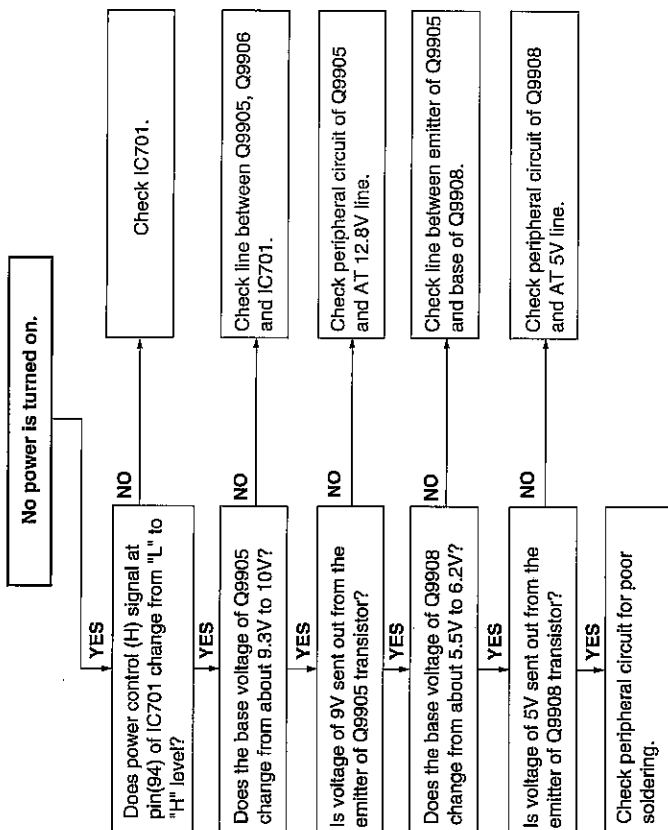 No power is turned on.
YES
Does power control (H) signal at
pin(94) of IC701 change from "L" to
"H" level?
NO
Check IC701.
YES
Does the base voltage of Q9905
change from about 9.3V to 10V?
NO
Check line between Q9905, Q9906
and IC701.
YES
Is voltage of 9V sent out from the
emitter of Q9905 transistor?
NO
Check peripheral circuit of Q9905
and AT 12.8V line.
YES
Does the base voltage of Q9908
change from about 5.5V to 6.2V?
NO
Check line between emitter of Q9905
and base of Q9908.
YES
Is voltage of 5V sent out from the
emitter of Q9908 transistor?
NO
Check peripheral circuit of Q9908
and AT 5V line.
YES
Check peripheral circuit for poor
soldering.